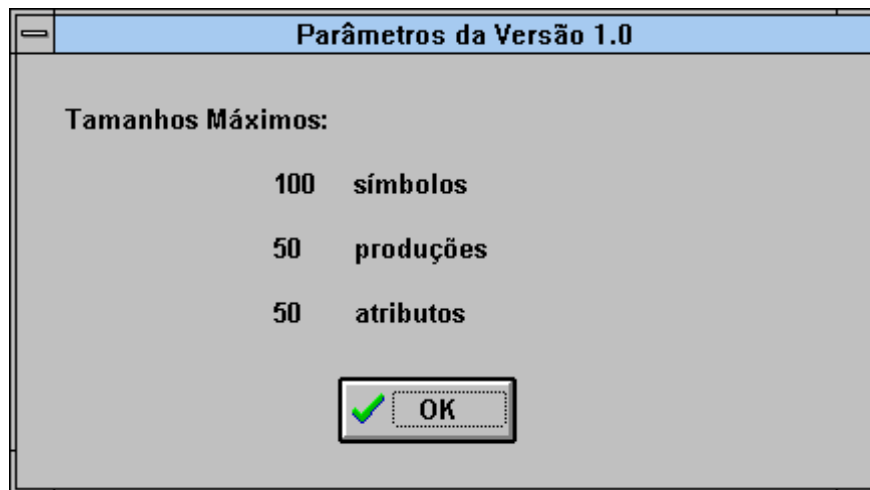 Parâmetros da Versão 1.0
Tamanhos Máximos:
100 símbolos
50 produções
50 atributos
OK